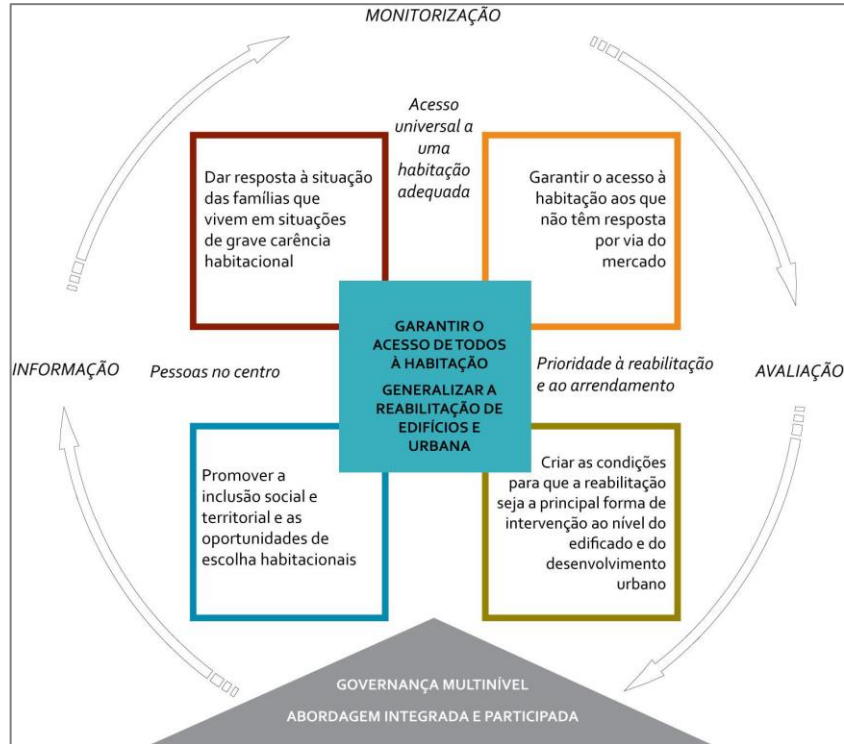 MONITORIZAÇÃO
Acesso
universal a
uma
habitação
adequada
Dar resposta à situação
das famílias que
vivem em situações
de grave carência
habitacional
Garantir o acesso à
habitação aos que
não têm resposta
por via do
mercado
GARANTIR O
ACESSO DE TODOS
À HABITAÇÃO
GENERALIZAR A
REABILITAÇÃO DE
EDIFÍCIOS E
URBANA
INFORMAÇÃO
Pessoas no centro
Prioridade à reabilitação
e ao arrendamento
AVALIAÇÃO
Promover a
inclusão social e
territorial e as
oportunidades de
escolha habitacionais
Criar as condições
para que a reabilitação
seja a principal forma de
intervenção ao nível do
edificado e do
desenvolvimento
urbano
GOVERNANÇA MULTINÍVEL
ABORDAGEM INTEGRADA E PARTICIPADA